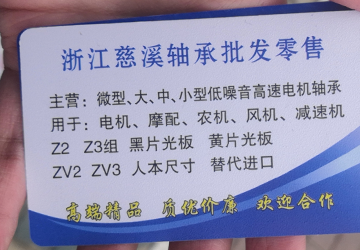 浙江慈溪轴承批发零售
主营：微型、大、中、小型低噪音高速电机轴承
用于：电机、摩配、农机、风机、减速机
Z2 Z3组 黑片光板 黄片光板
ZV2 ZV3 人本尺寸 替代进口
高端精品 质优价廉 欢迎合作